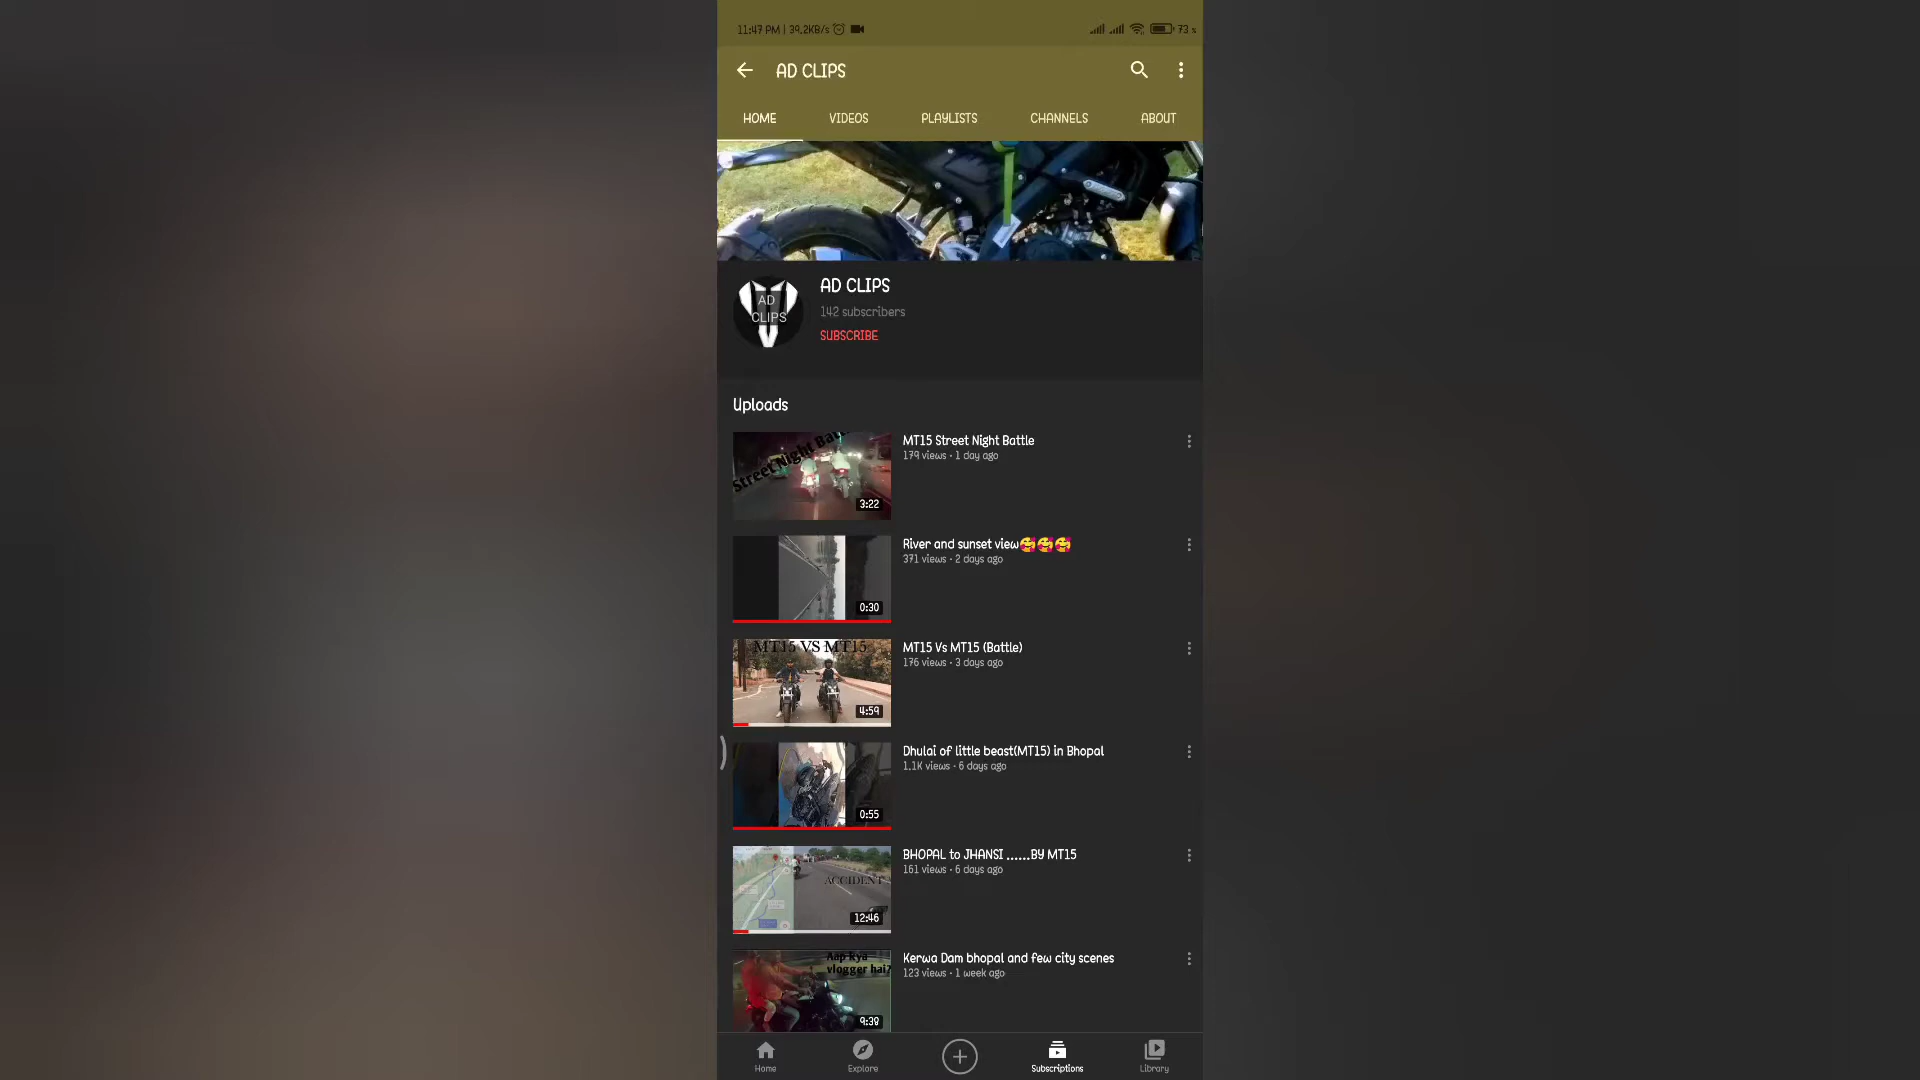 11:47 PM | 39.2KB/s
73 %
AD CLIPS
HOME VIDEOS PLAYLISTS CHANNELS ABOUT
AD CLIPS
AD CLIPS
142 subscribers
SUBSCRIBE
Uploads
Street Night
3:22
MT15 Street Night Battle
179 views · 1 day ago
0:30
River and sunset view🥰🥰🥰
371 views · 2 days ago
MT15 VS MT15
4:59
MT15 Vs MT15 (Battle)
176 views · 3 days ago
0:55
Dhulai of little beast(MT15) in Bhopal
1.1K views · 6 days ago
ACCIDENT
12:46
BHOPAL to JHANSI ......BY MT15
161 views · 6 days ago
Aap kya
vlogger hai?
9:38
Kerwa Dam bhopal and few city scenes
123 views · 1 week ago
Home Explore Subscriptions Library